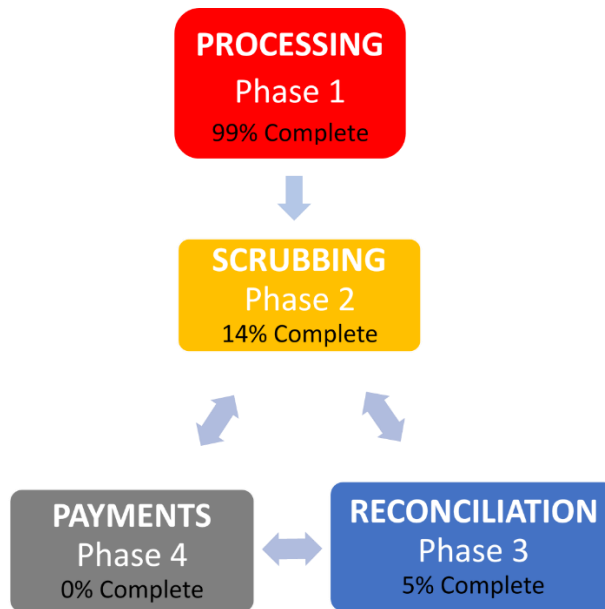 PROCESSING
Phase 1
99% Complete
SCRUBBING
Phase 2
14% Complete
PAYMENTS
Phase 4
0% Complete
RECONCILIATION
Phase 3
5% Complete